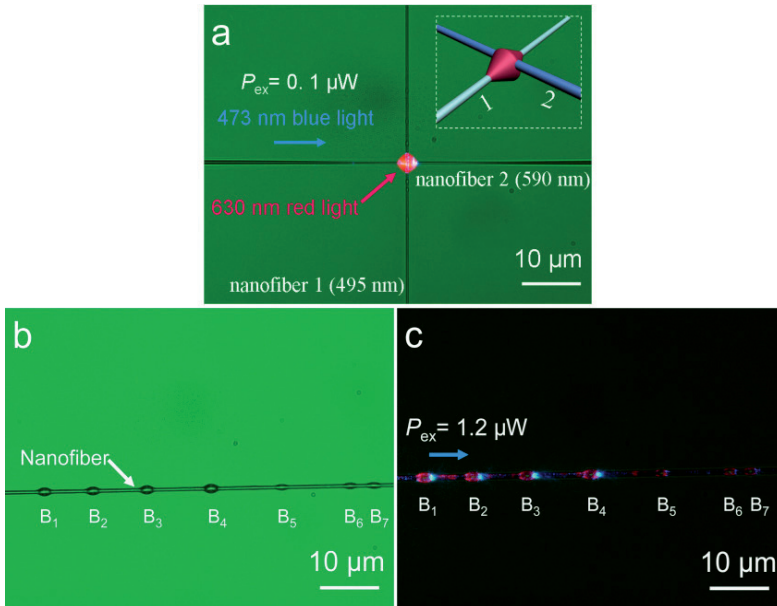 a
P_ex = 0. 1 µW
473 nm blue light
1
2
nanofiber 2 (590 nm)
630 nm red light
10 µm
nanofiber 1 (495 nm)
b
Nanofiber
B₁ B₂ B₃ B₄ B₅ B₆ B₇
10 µm
c
P_ex = 1.2 µW
B₁ B₂ B₃ B₄ B₅ B₆ B₇
10 µm